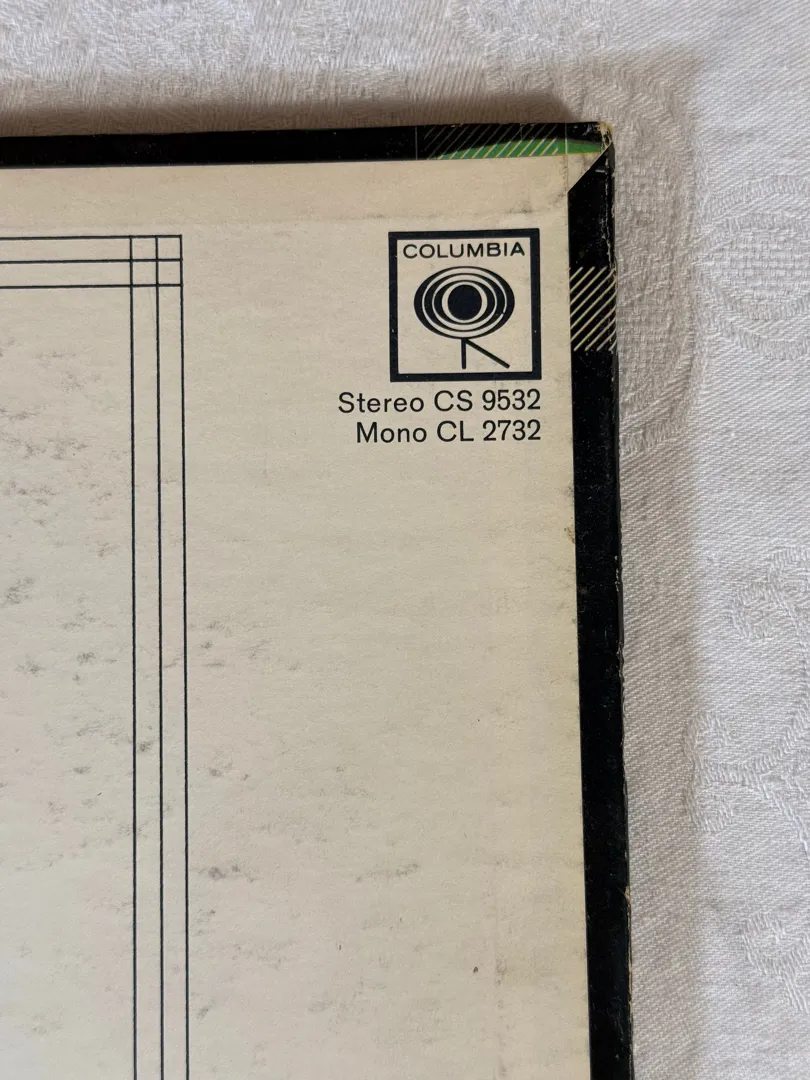 COLUMBIA
Stereo CS 9532
Mono CL 2732